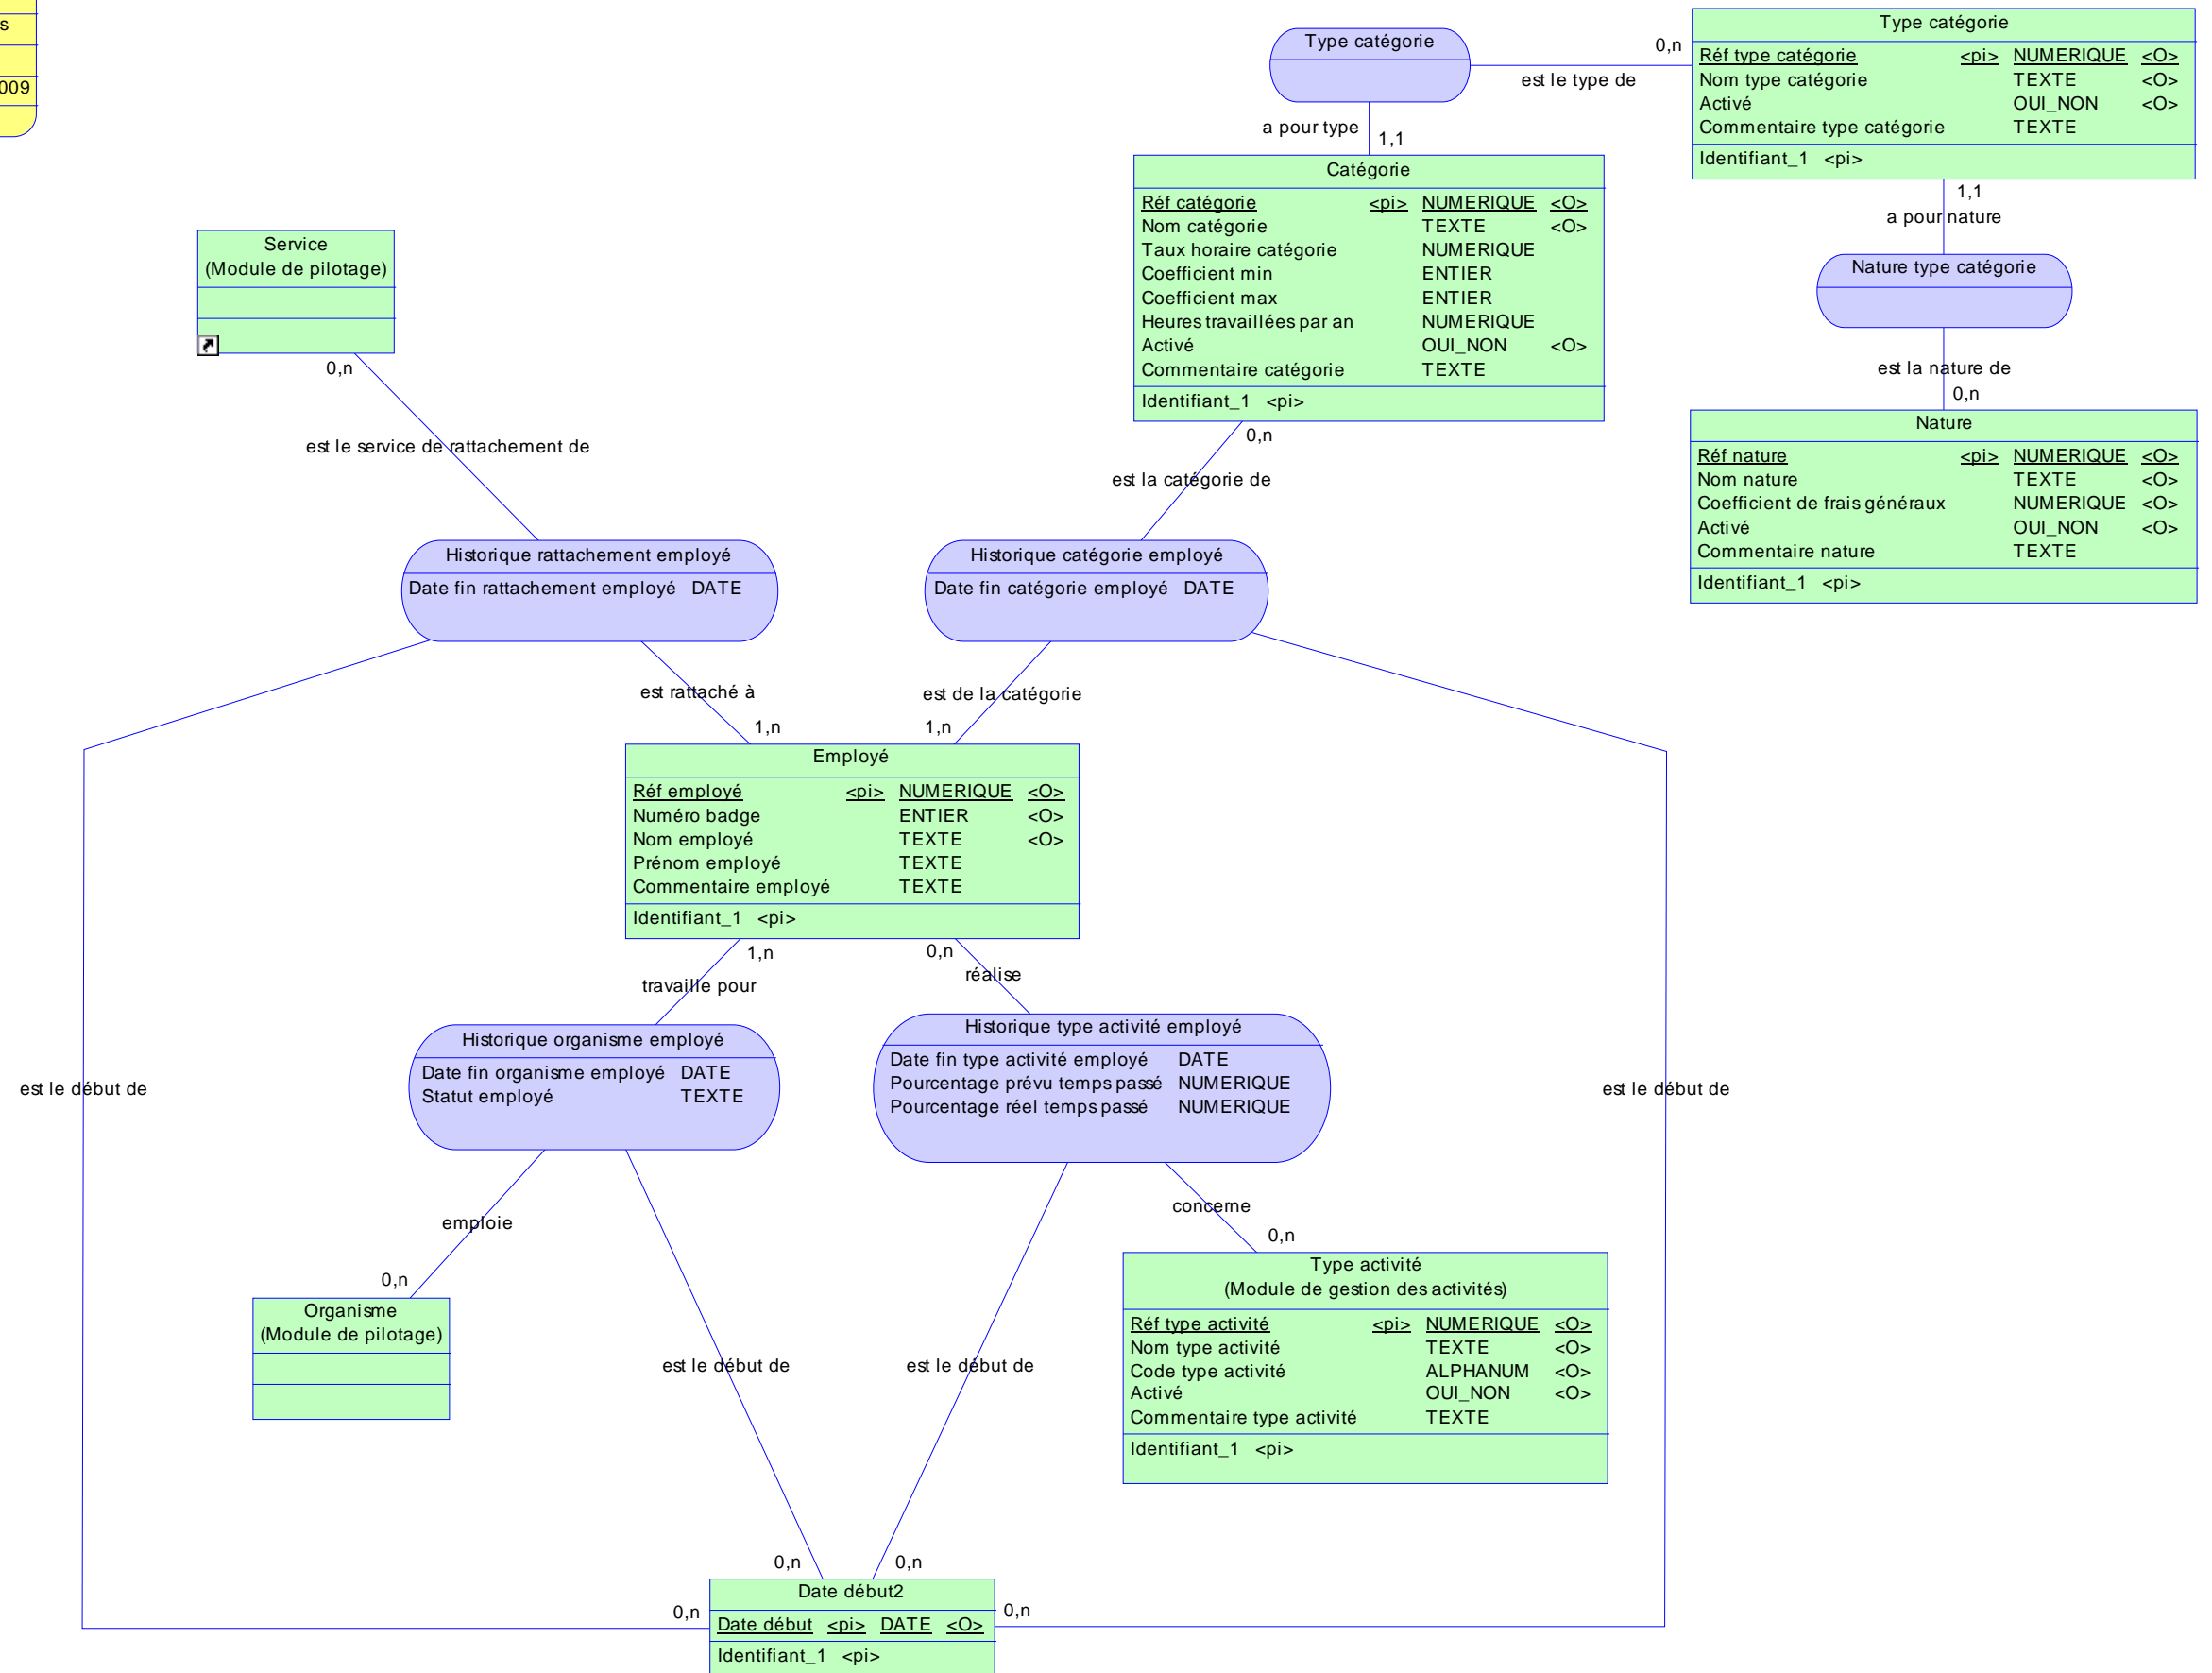 s
009
Type catégorie
0,n
est le type de
a pour type
1,1
Type catégorie
Réf type catégorie <pi> NUMERIQUE <O>
Nom type catégorie TEXTE <O>
Activé OUI_NON <O>
Commentaire type catégorie TEXTE
Identifiant_1 <pi>
1,1
a pour nature
Nature type catégorie
est la nature de
0,n
Nature
Réf nature <pi> NUMERIQUE <O>
Nom nature TEXTE <O>
Coefficient de frais généraux NUMERIQUE <O>
Activé OUI_NON <O>
Commentaire nature TEXTE
Identifiant_1 <pi>
Catégorie
Réf catégorie <pi> NUMERIQUE <O>
Nom catégorie TEXTE <O>
Taux horaire catégorie NUMERIQUE
Coefficient min ENTIER
Coefficient max ENTIER
Heures travaillées par an NUMERIQUE
Activé OUI_NON <O>
Commentaire catégorie TEXTE
Identifiant_1 <pi>
0,n
est la catégorie de
Service
(Module de pilotage)
0,n
est le service de rattachement de
Historique rattachement employé
Date fin rattachement employé DATE
Historique catégorie employé
Date fin catégorie employé DATE
est rattaché à
1,n
est de la catégorie
1,n
Employé
Réf employé <pi> NUMERIQUE <O>
Numéro badge ENTIER <O>
Nom employé TEXTE <O>
Prénom employé TEXTE
Commentaire employé TEXTE
Identifiant_1 <pi>
1,n
travaille pour
0,n
réalise
Historique organisme employé
Date fin organisme employé DATE
Statut employé TEXTE
Historique type activité employé
Date fin type activité employé DATE
Pourcentage prévu temps passé NUMERIQUE
Pourcentage réel temps passé NUMERIQUE
est le début de
est le début de
emploie
0,n
Organisme
(Module de pilotage)
concerne
0,n
Type activité
(Module de gestion des activités)
Réf type activité <pi> NUMERIQUE <O>
Nom type activité TEXTE <O>
Code type activité ALPHANUM <O>
Activé OUI_NON <O>
Commentaire type activité TEXTE
Identifiant_1 <pi>
est le début de
est le début de
0,n
0,n
0,n
0,n
Date début2
Date début <pi> DATE <O>
Identifiant_1 <pi>